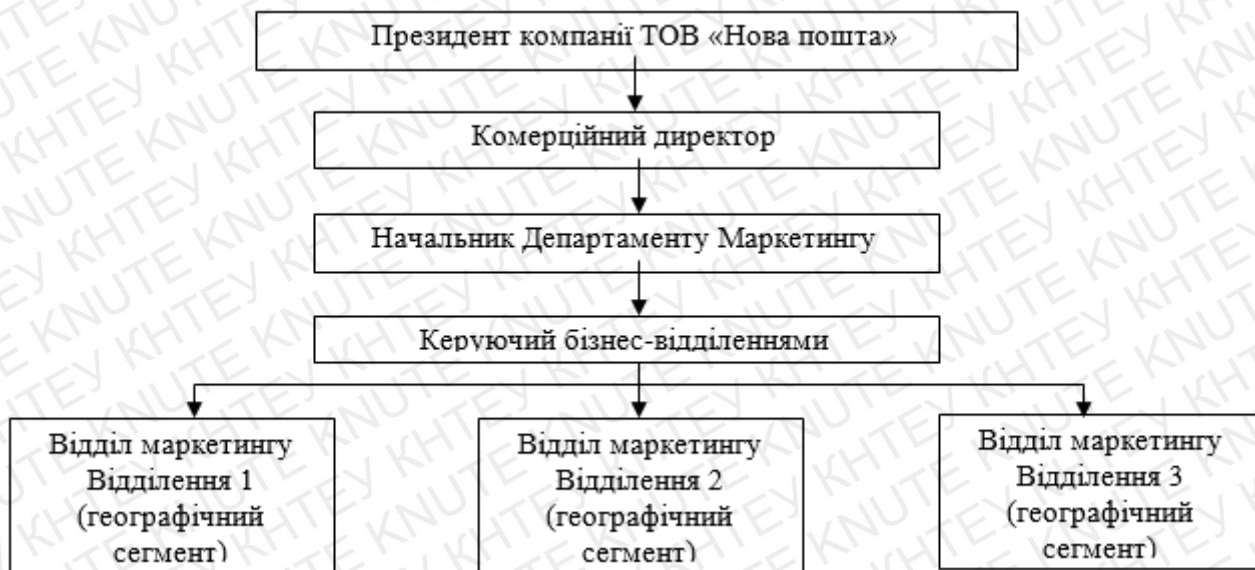 Президент компанії ТОВ «Нова пошта»
Комерційний директор
Начальник Департаменту Маркетингу
Керуючий бізнес-відділеннями
Відділ маркетингу
Відділення 1
(географічний
сегмент)
Відділ маркетингу
Відділення 2
(географічний
сегмент)
Відділ маркетингу
Відділення 3
(географічний
сегмент)